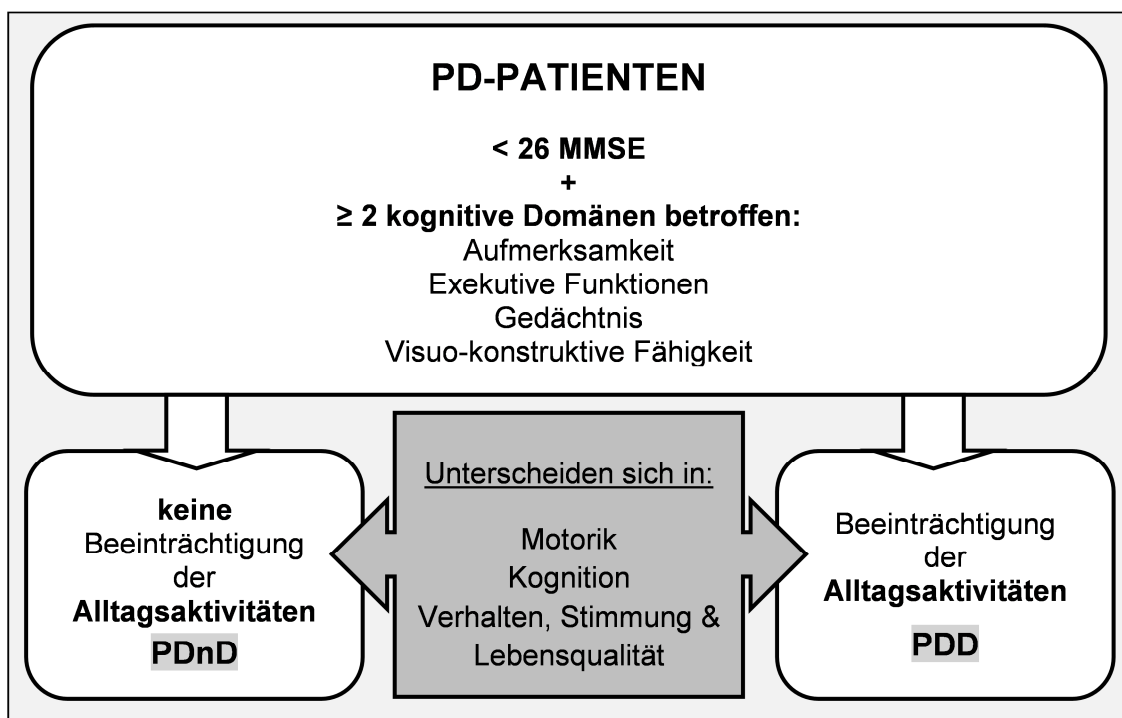 PD-PATIENTEN
< 26 MMSE
+
≥ 2 kognitive Domänen betroffen:
Aufmerksamkeit
Exekutive Funktionen
Gedächtnis
Visuo-konstruktive Fähigkeit
keine
Beeinträchtigung
der
Alltagsaktivitäten
PDnD
Unterscheiden sich in:
Motorik
Kognition
Verhalten, Stimmung &
Lebensqualität
Beeinträchtigung
der
Alltagsaktivitäten
PDD